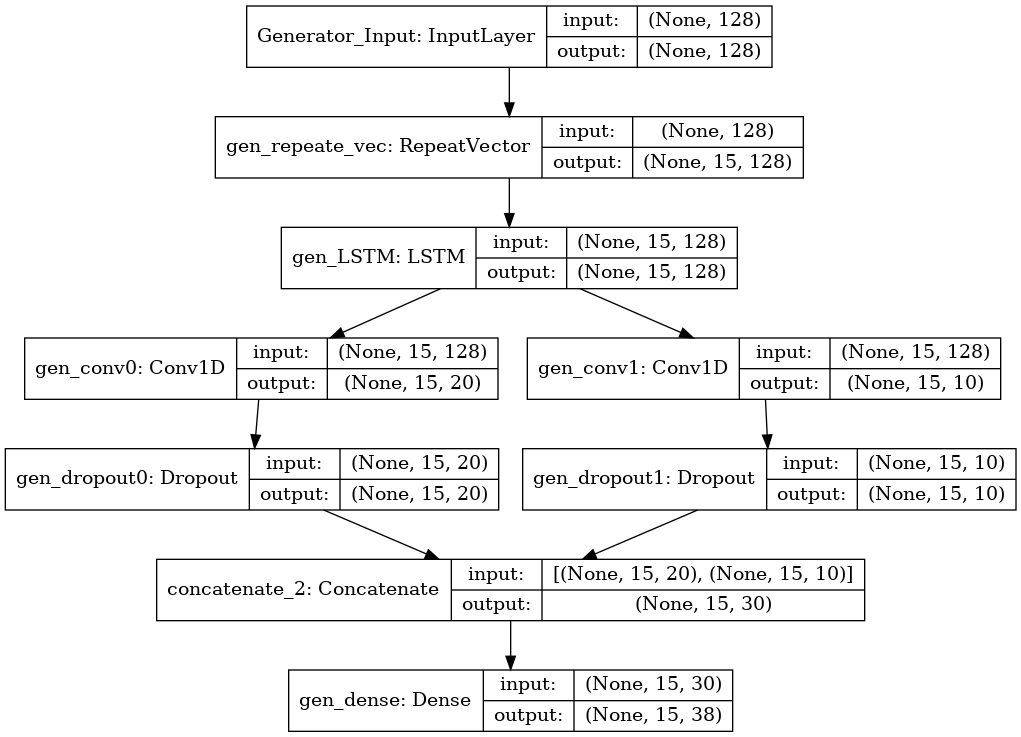 Generator_Input: InputLayer
input: (None, 128)
output: (None, 128)
gen_repeate_vec: RepeatVector
input: (None, 128)
output: (None, 15, 128)
gen_LSTM: LSTM
input: (None, 15, 128)
output: (None, 15, 128)
gen_conv0: Conv1D
input: (None, 15, 128)
output: (None, 15, 20)
gen_conv1: Conv1D
input: (None, 15, 128)
output: (None, 15, 10)
gen_dropout0: Dropout
input: (None, 15, 20)
output: (None, 15, 20)
gen_dropout1: Dropout
input: (None, 15, 10)
output: (None, 15, 10)
concatenate_2: Concatenate
input: [(None, 15, 20), (None, 15, 10)]
output: (None, 15, 30)
gen_dense: Dense
input: (None, 15, 30)
output: (None, 15, 38)